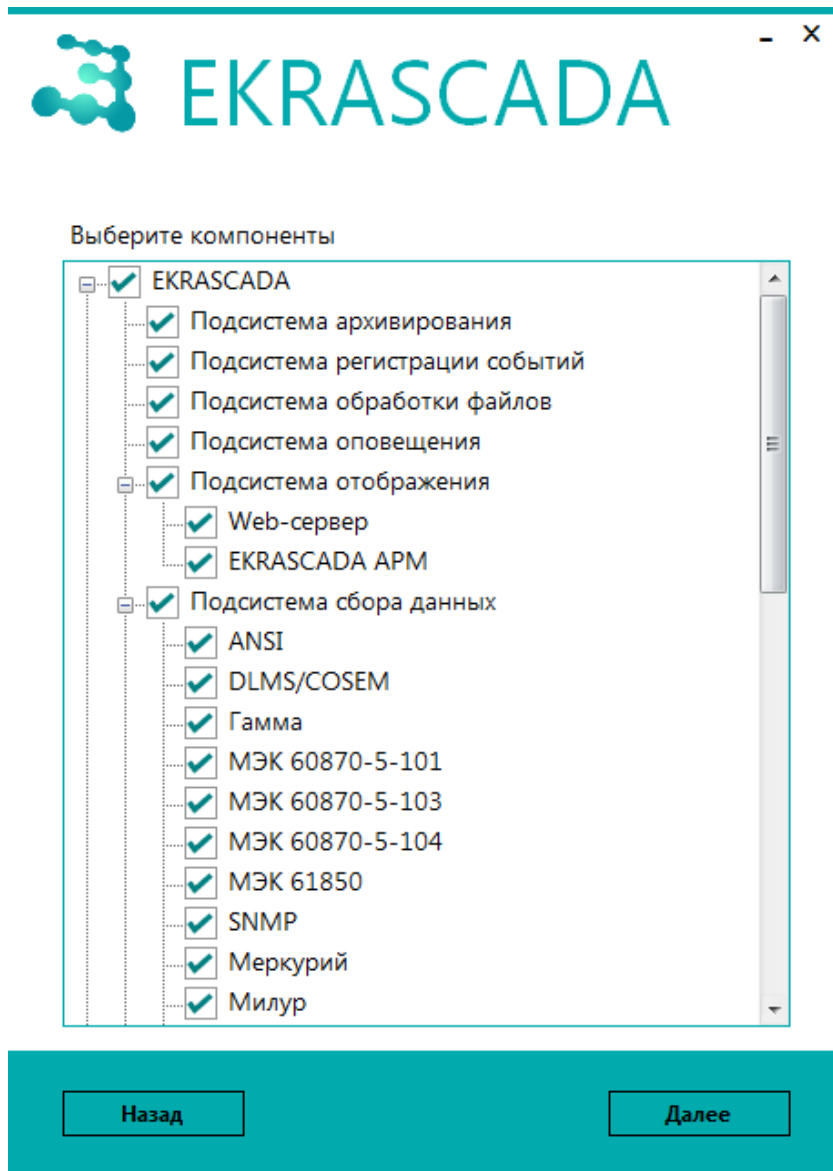 EKRASCADA
Выберите компоненты
EKRASCADA
Подсистема архивирования
Подсистема регистрации событий
Подсистема обработки файлов
Подсистема оповещения
Подсистема отображения
Web-сервер
EKRASCADA АРМ
Подсистема сбора данных
ANSI
DLMS/COSEM
Гамма
МЭК 60870-5-101
МЭК 60870-5-103
МЭК 60870-5-104
МЭК 61850
SNMP
Меркурий
Милур
Назад
Далее